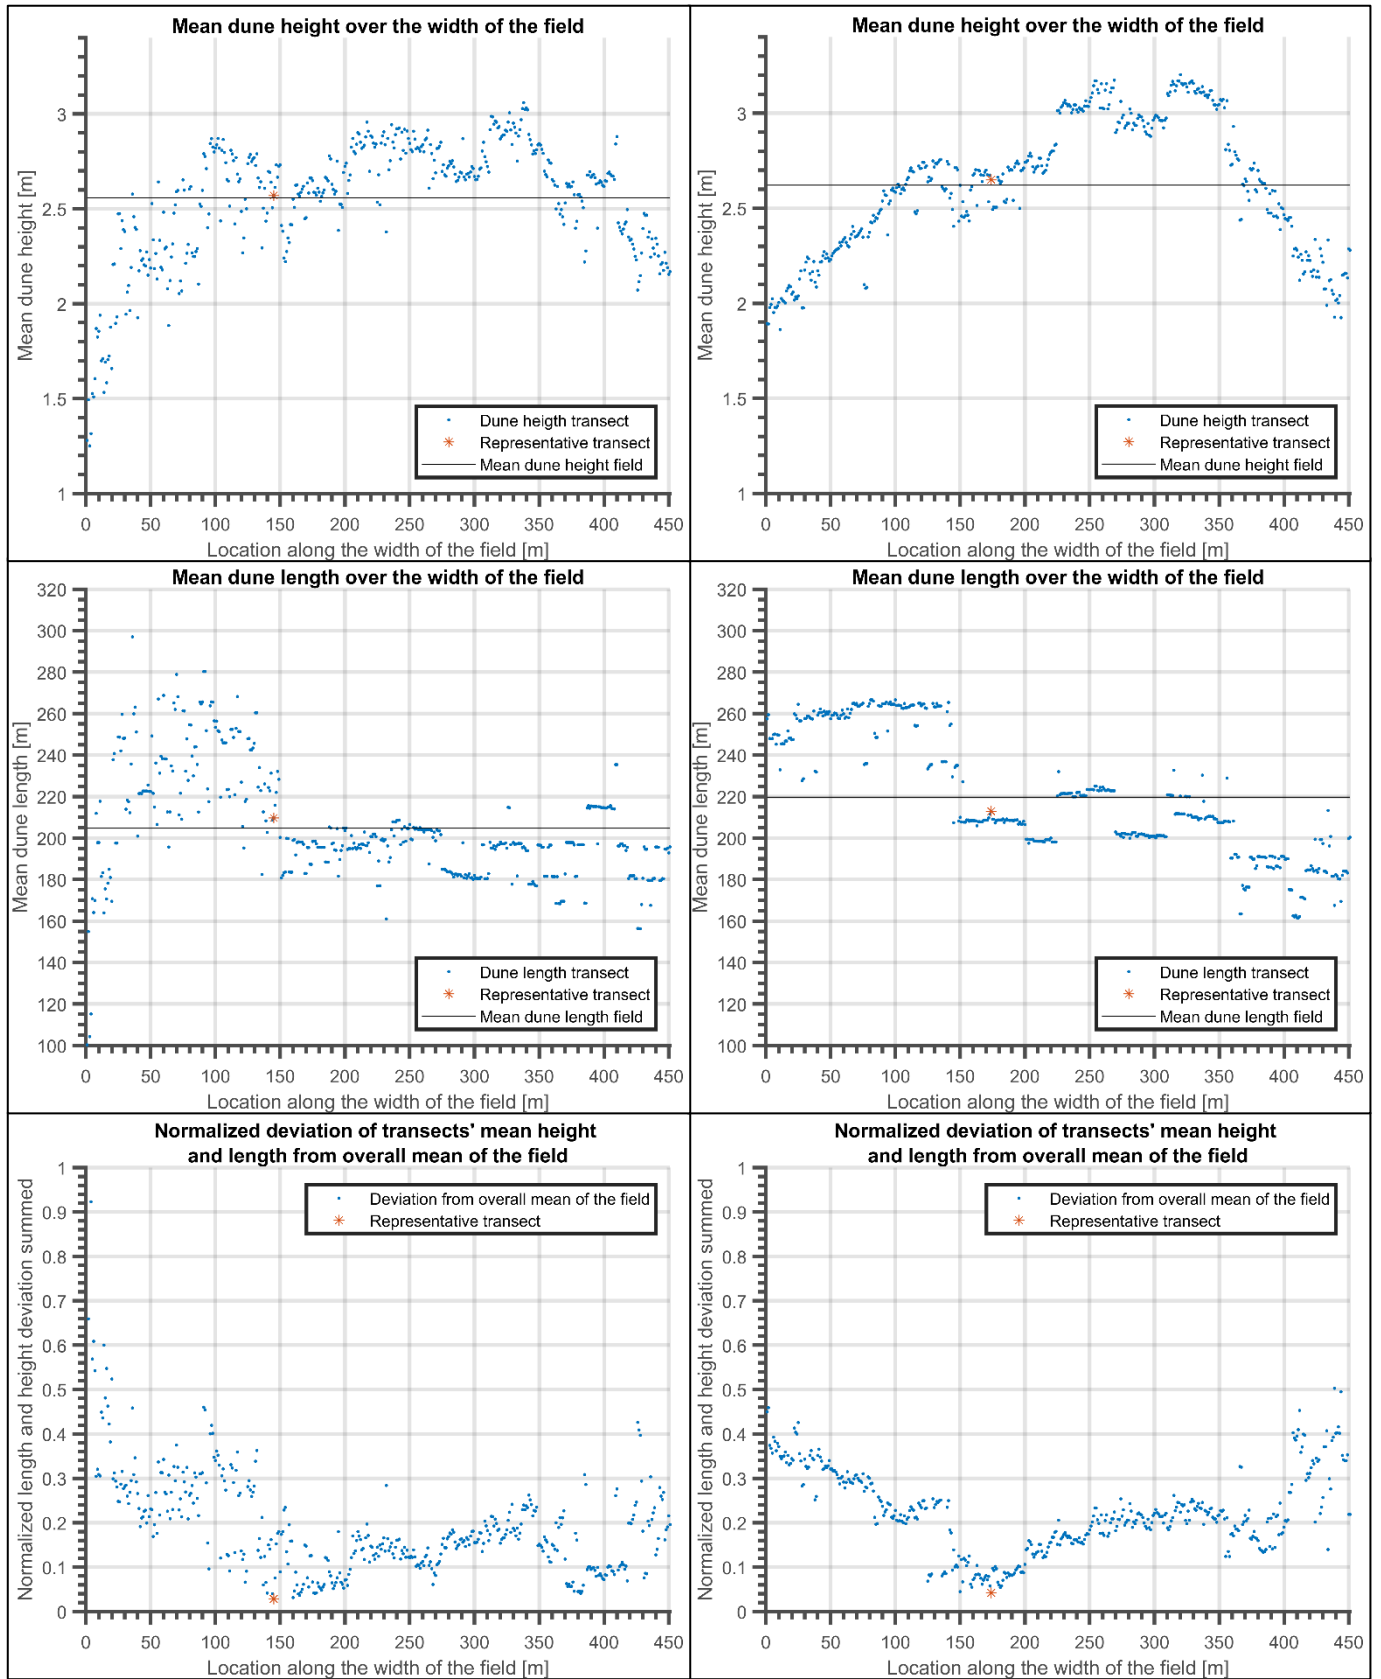 Mean dune height over the width of the field
Mean dune height [m]
3
2.5
2
1.5
1
Dune heigth transect
Representative transect
Mean dune height field
0 50 100 150 200 250 300 350 400 450
Location along the width of the field [m]
Mean dune height over the width of the field
Mean dune height [m]
3
2.5
2
1.5
1
Dune heigth transect
Representative transect
Mean dune height field
0 50 100 150 200 250 300 350 400 450
Location along the width of the field [m]
Mean dune length over the width of the field
Mean dune length [m]
320
300
280
260
240
220
200
180
160
140
120
100
Dune length transect
Representative transect
Mean dune length field
0 50 100 150 200 250 300 350 400 450
Location along the width of the field [m]
Mean dune length over the width of the field
Mean dune length [m]
320
300
280
260
240
220
200
180
160
140
120
100
Dune length transect
Representative transect
Mean dune length field
0 50 100 150 200 250 300 350 400 450
Location along the width of the field [m]
Normalized deviation of transects' mean height
and length from overall mean of the field
Normalized length and height deviation summed
1
0.9
0.8
0.7
0.6
0.5
0.4
0.3
0.2
0.1
0
Deviation from overall mean of the field
Representative transect
0 50 100 150 200 250 300 350 400 450
Location along the width of the field [m]
Normalized deviation of transects' mean height
and length from overall mean of the field
Normalized length and height deviation summed
1
0.9
0.8
0.7
0.6
0.5
0.4
0.3
0.2
0.1
0
Deviation from overall mean of the field
Representative transect
0 50 100 150 200 250 300 350 400 450
Location along the width of the field [m]